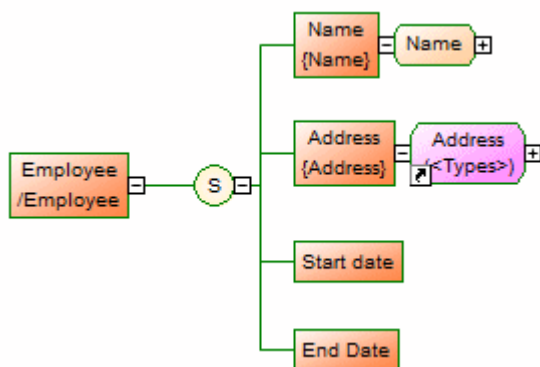 Name
{Name}
Name
Address
{Address}
Address
(<Types>)
Employee
/Employee
S
Start date
End Date